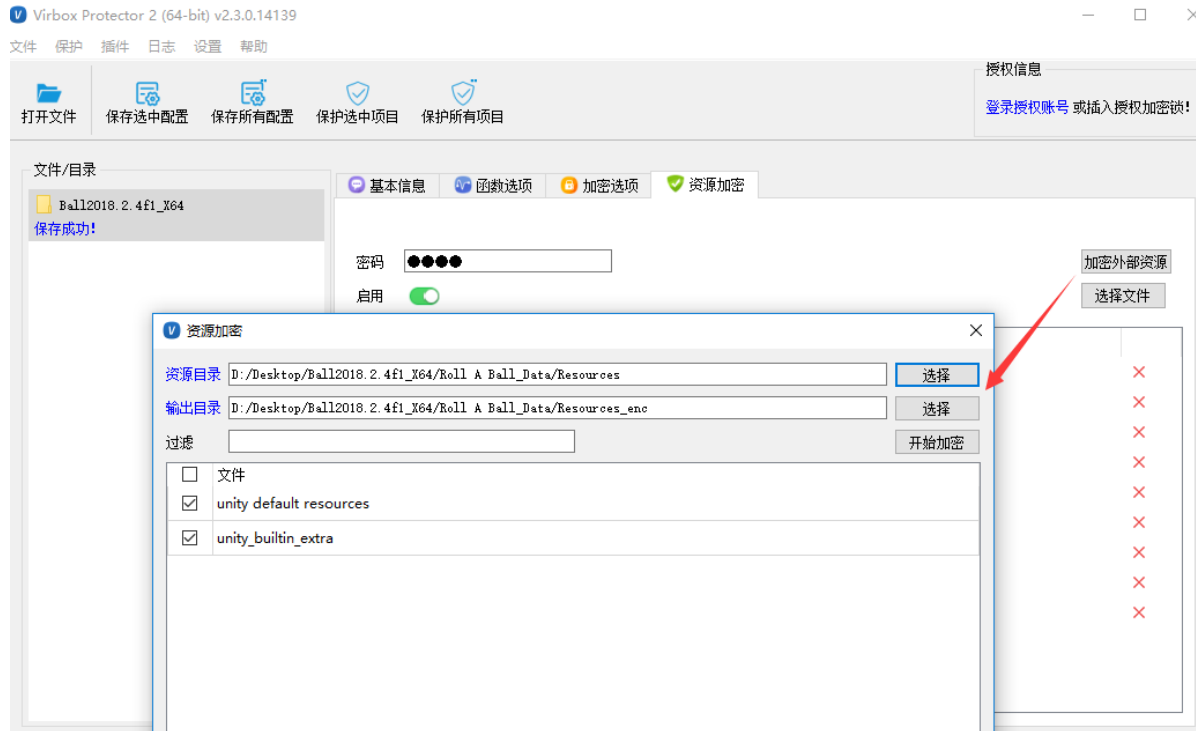 Virbox Protector 2 (64-bit) v2.3.0.14139
文件 保护 插件 日志 设置 帮助
授权信息
打开文件 保存选中配置 保存所有配置 保护选中项目 保护所有项目
登录授权账号 或插入授权加密锁!
文件/目录
基本信息 函数选项 加密选项 资源加密
Ball2018.2.4f1_X64
保存成功!
密码
加密外部资源
启用
选择文件
资源加密
资源目录 D:/Desktop/Ball2018.2.4f1_X64/Roll A Ball_Data/Resources 选择
输出目录 D:/Desktop/Ball2018.2.4f1_X64/Roll A Ball_Data/Resources_enc 选择
过滤 开始加密
文件
unity default resources
unity_builtin_extra